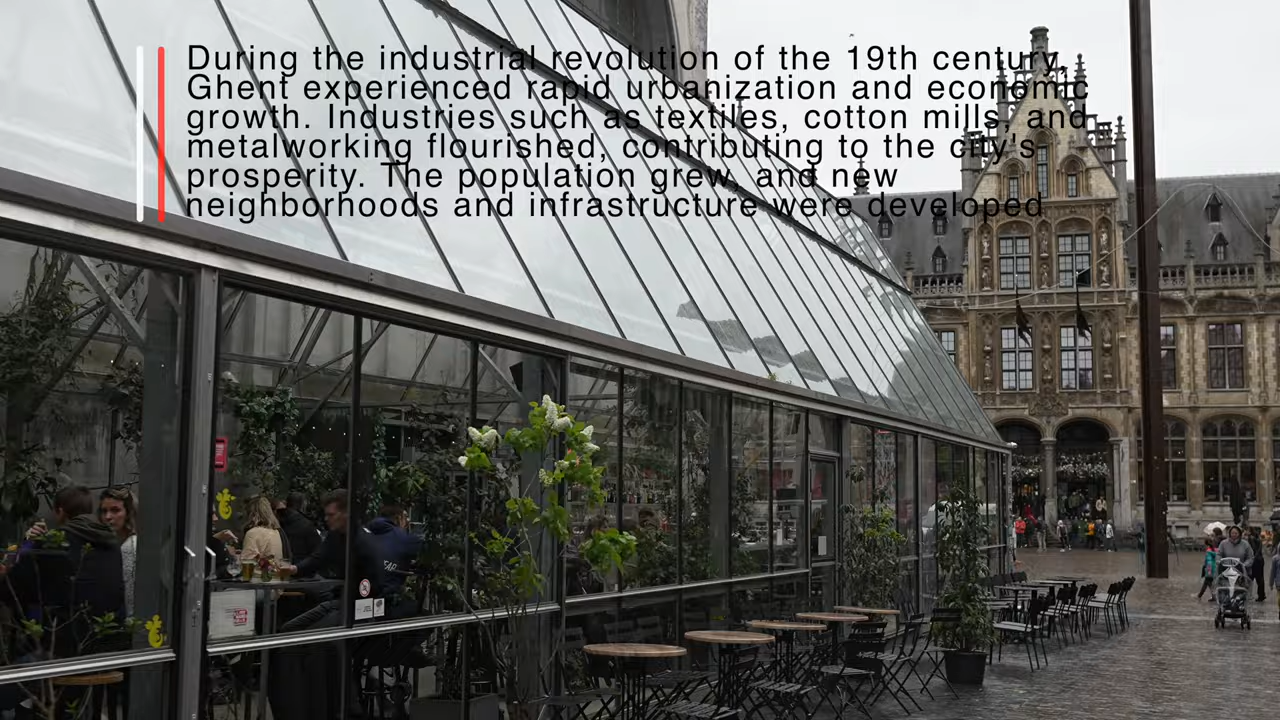 During the industrial revolution of the 19th century,
Ghent experienced rapid urbanization and economic
growth. Industries such as textiles, cotton mills, and
metalworking flourished, contributing to the city's
prosperity. The population grew, and new
neighborhoods and infrastructure were developed